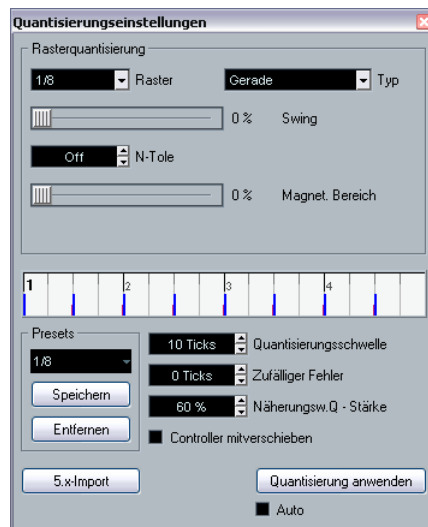 Quantisierungseinstellungen
Rasterquantisierung
1/8 Raster Gerade Typ
0 % Swing
Off N-Tole
0 % Magnet. Bereich
1 2 3 4
Presets
1/8
Speichern
Entfernen
10 Ticks Quantisierungsschwelle
0 Ticks Zufälliger Fehler
60 % Näherungsw.Q - Stärke
Controller mitverschieben
5.x-Import Quantisierung anwenden
Auto